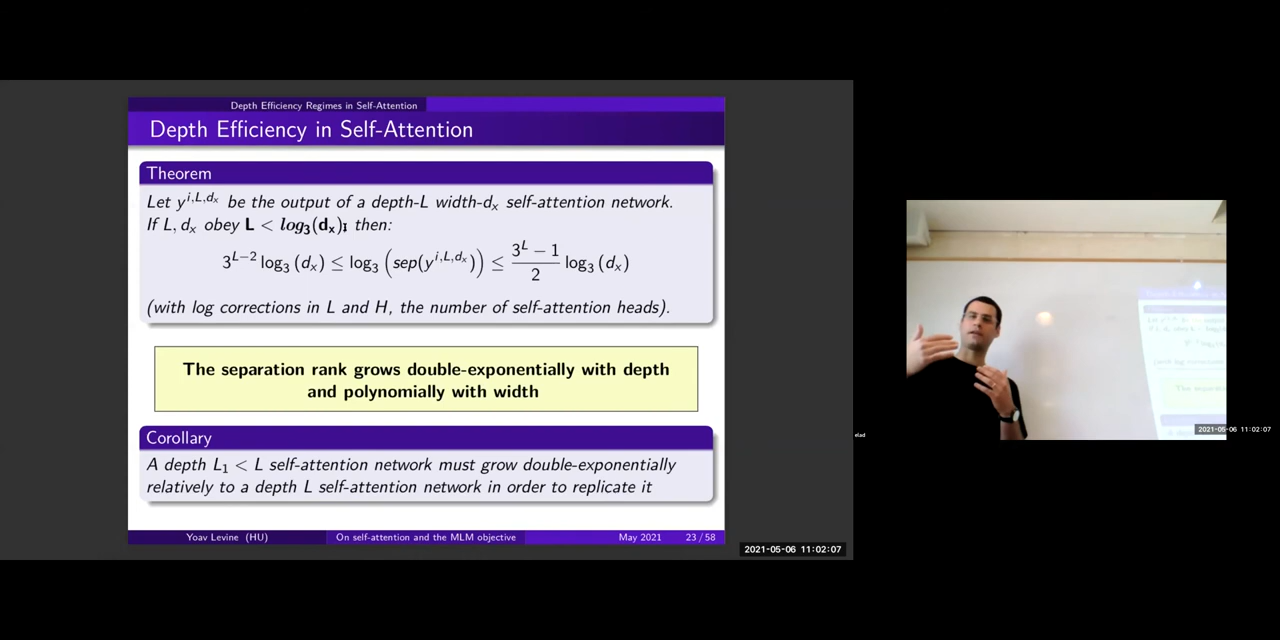 Depth Efficiency Regimes in Self-Attention
Depth Efficiency in Self-Attention
Theorem
Let y^{i,L,d_x} be the output of a depth-L width-d_x self-attention network.
If L, d_x obey L < log_3(d_x), then:
3^{L-2} log_3 (d_x) ≤ log_3 (sep(y^{i,L,d_x})) ≤ \frac{3^L − 1}{2} log_3 (d_x)
(with log corrections in L and H, the number of self-attention heads).
The separation rank grows double-exponentially with depth
and polynomially with width
Corollary
A depth L_1 < L self-attention network must grow double-exponentially
relatively to a depth L self-attention network in order to replicate it
Yoav Levine (HU) On self-attention and the MLM objective May 2021 23 / 58
2021-05-06 11:02:07
elad
2021-05-06 11:02:07